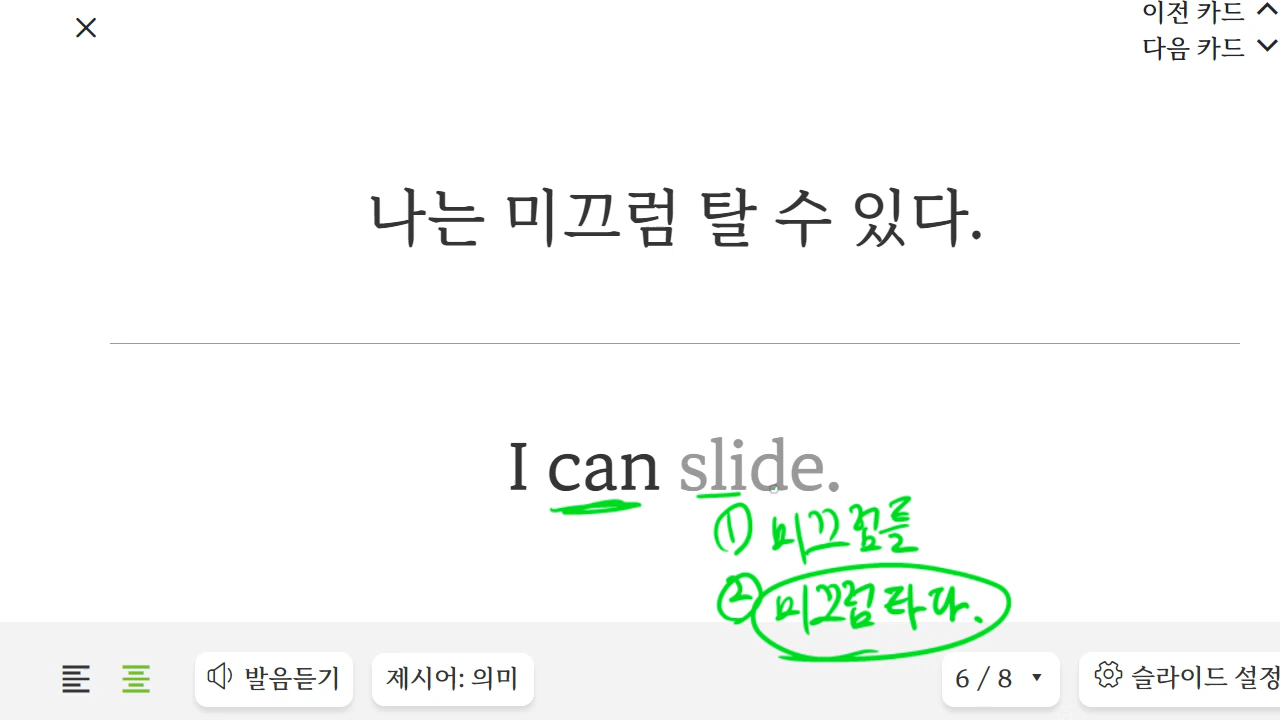 이전 카드
다음 카드
나는 미끄럼 탈 수 있다.
I can slide.
① 미끄럼틀
② 미끄럼 타다.
발음듣기 제시어: 의미 6 / 8 슬라이드 설정